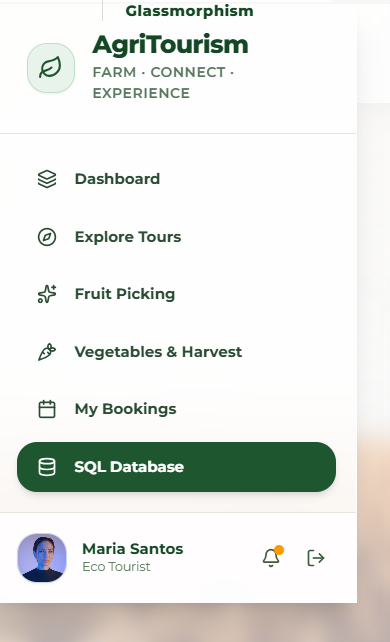 Glassmorphism
AgriTourism
FARM · CONNECT ·
EXPERIENCE
Dashboard
Explore Tours
Fruit Picking
Vegetables & Harvest
My Bookings
SQL Database
Maria Santos
Eco Tourist